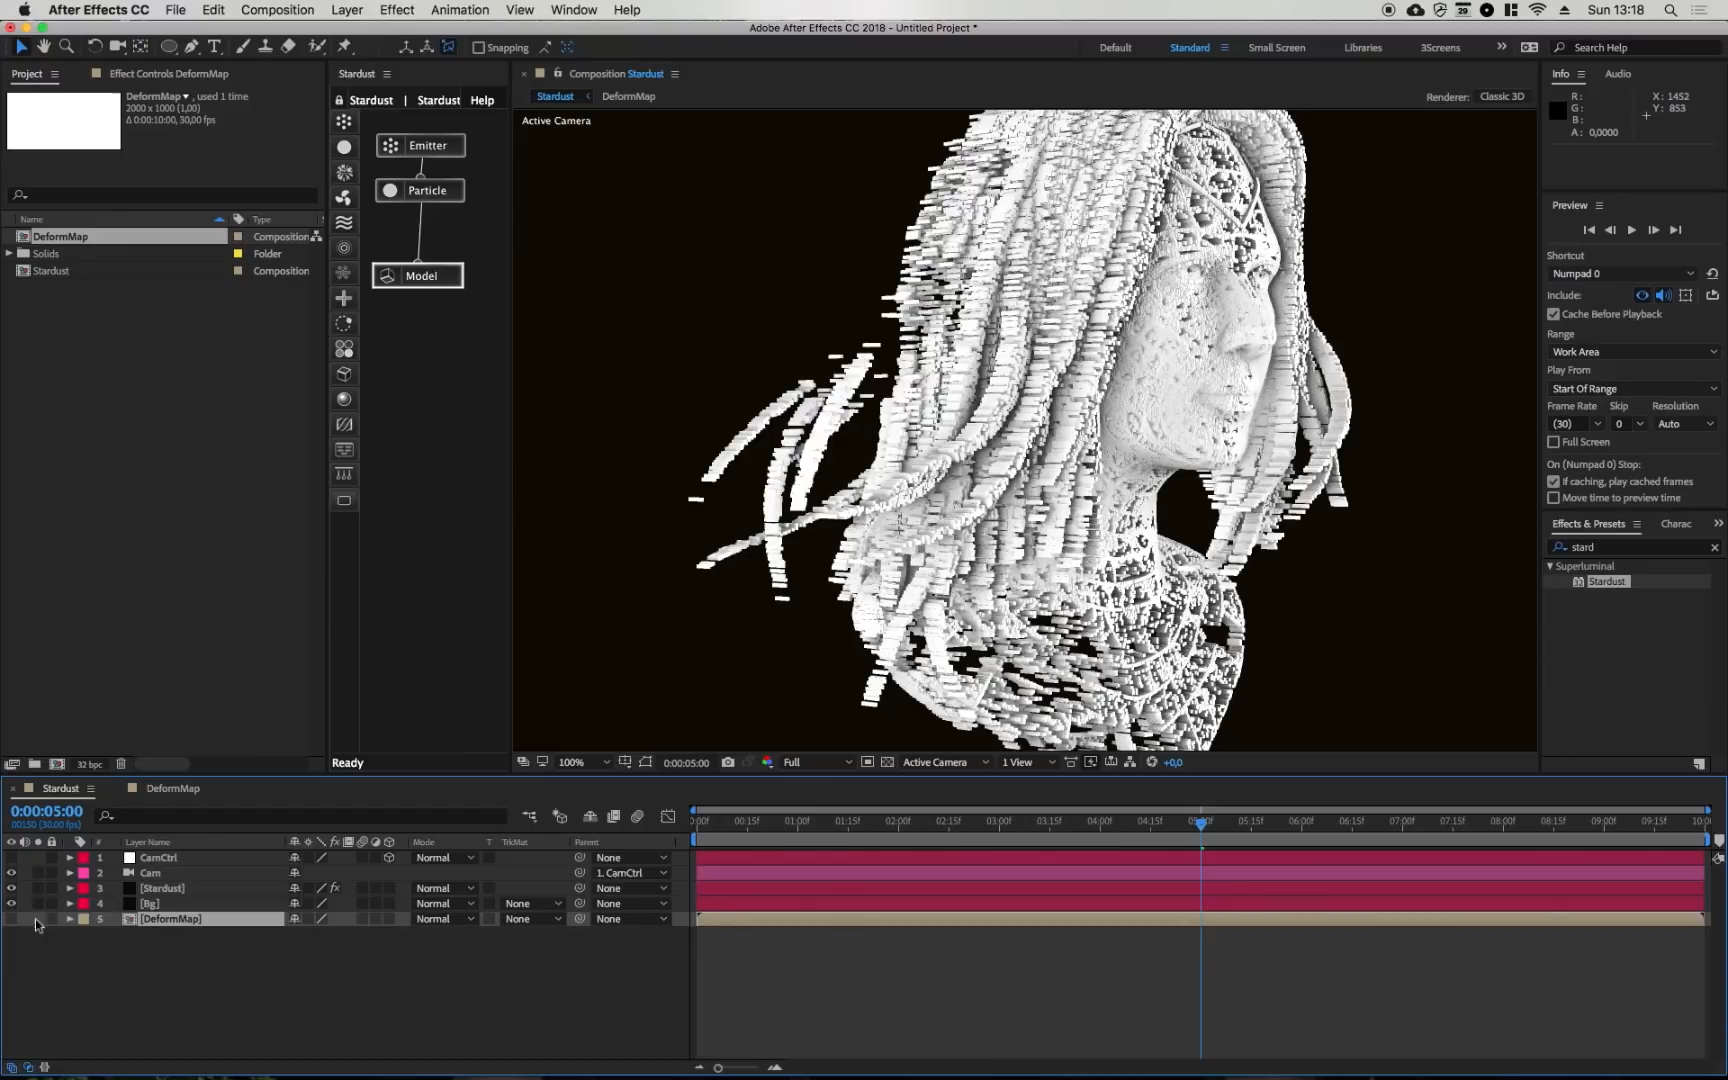 After Effects CC File Edit Composition Layer Effect Animation View Window Help
29 Sun 13:18
Adobe After Effects CC 2018 - Untitled Project *
Snapping
Default Standard Small Screen Libraries 3Screens Search Help
Project Effect Controls DeformMap
DeformMap , used 1 time
2000 x 1000 (1,00)
Δ 0:00:10:00, 30,00 fps
Name Type
DeformMap Composition
Solids Folder
Stardust Composition
32 bpc
Stardust
Stardust | Stardust Help
Emitter
Particle
Model
Ready
Composition Stardust
Stardust DeformMap
Renderer: Classic 3D
Active Camera
100% 0:00:05:00 Full Active Camera 1 View +0,0
Info Audio
R: X: 1452
G: Y: 853
B:
A: 0,0000
Preview
Shortcut
Numpad 0
Include:
Cache Before Playback
Range
Work Area
Play From
Start Of Range
Frame Rate Skip Resolution
(30) 0 Auto
Full Screen
On (Numpad 0) Stop:
If caching, play cached frames
Move time to preview time
Effects & Presets Charac
stard
Superluminal
32 Stardust
Stardust DeformMap
0:00:05:00
00150 (30.00 fps)
# Layer Name fx Mode T TrkMat Parent
1 CamCtrl Normal None
2 Cam 1. CamCtrl
3 [Stardust] fx Normal None
4 [Bg] Normal None None
5 [DeformMap] Normal None None
00:15f 01:00f 01:15f 02:00f 02:15f 03:00f 03:15f 04:00f 04:15f 05:15f 06:00f 06:15f 07:00f 07:15f 08:00f 08:15f 09:00f 09:15f